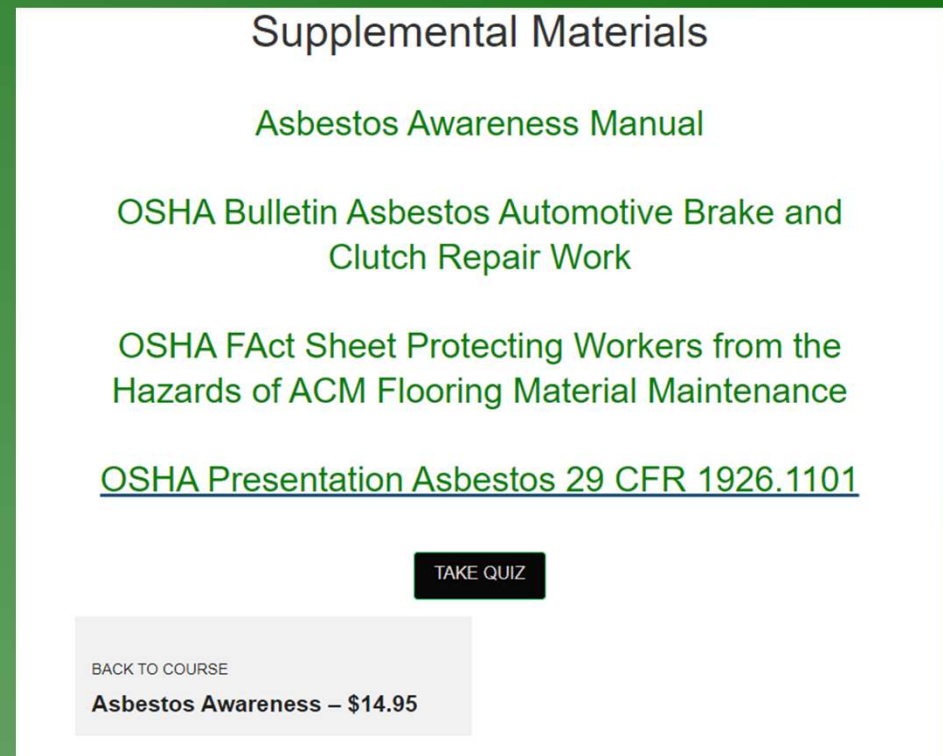 Supplemental Materials
Asbestos Awareness Manual
OSHA Bulletin Asbestos Automotive Brake and
Clutch Repair Work
OSHA FAct Sheet Protecting Workers from the
Hazards of ACM Flooring Material Maintenance
OSHA Presentation Asbestos 29 CFR 1926.1101
TAKE QUIZ
BACK TO COURSE
Asbestos Awareness – $14.95